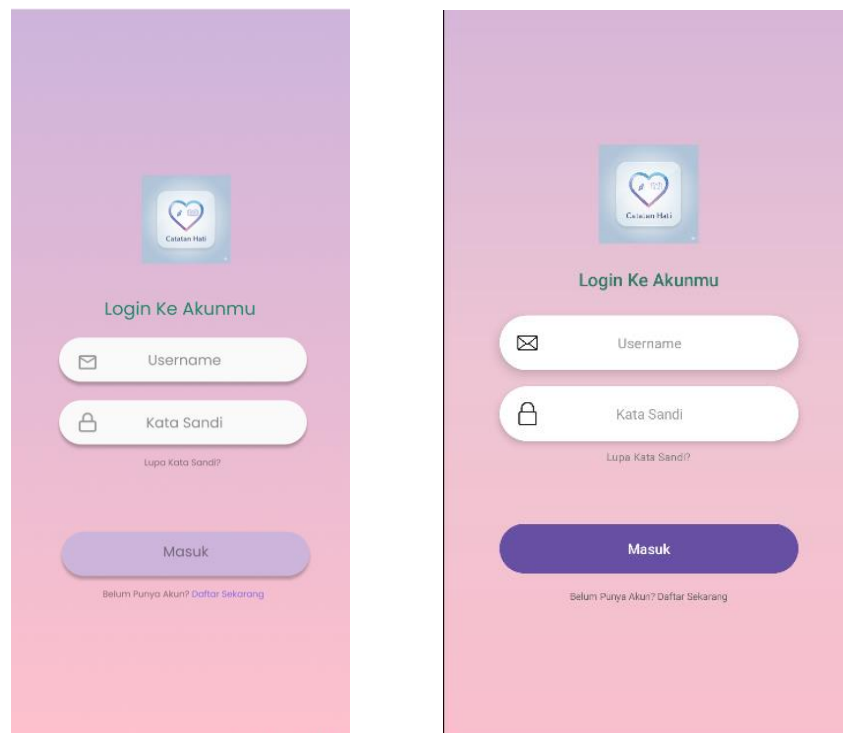 Catatan Hati
Login Ke Akunmu
Username
Kata Sandi
Lupa Kata Sandi?
Masuk
Belum Punya Akun? Daftar Sekarang
Catatan Hati
Login Ke Akunmu
Username
Kata Sandi
Lupa Kata Sandi?
Masuk
Belum Punya Akun? Daftar Sekarang